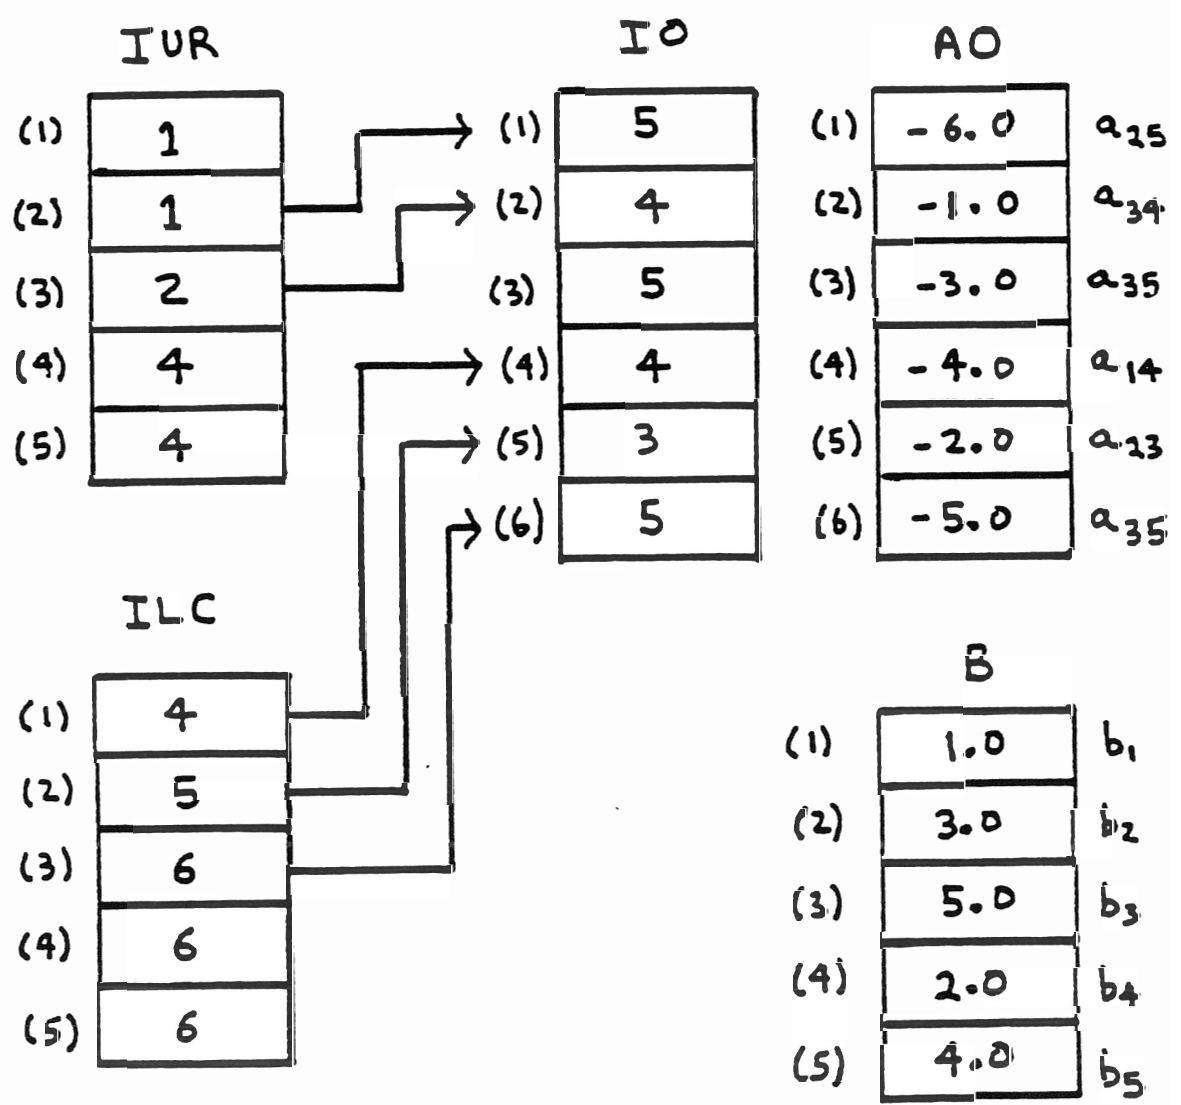 IUR
(1) 1
(2) 1
(3) 2
(4) 4
(5) 4
IO
(1) 5
(2) 4
(3) 5
(4) 4
(5) 3
(6) 5
AO
(1) -6.0 a25
(2) -1.0 a34
(3) -3.0 a35
(4) -4.0 a14
(5) -2.0 a23
(6) -5.0 a35
ILC
(1) 4
(2) 5
(3) 6
(4) 6
(5) 6
B
(1) 1.0 b1
(2) 3.0 b2
(3) 5.0 b3
(4) 2.0 b4
(5) 4.0 b5